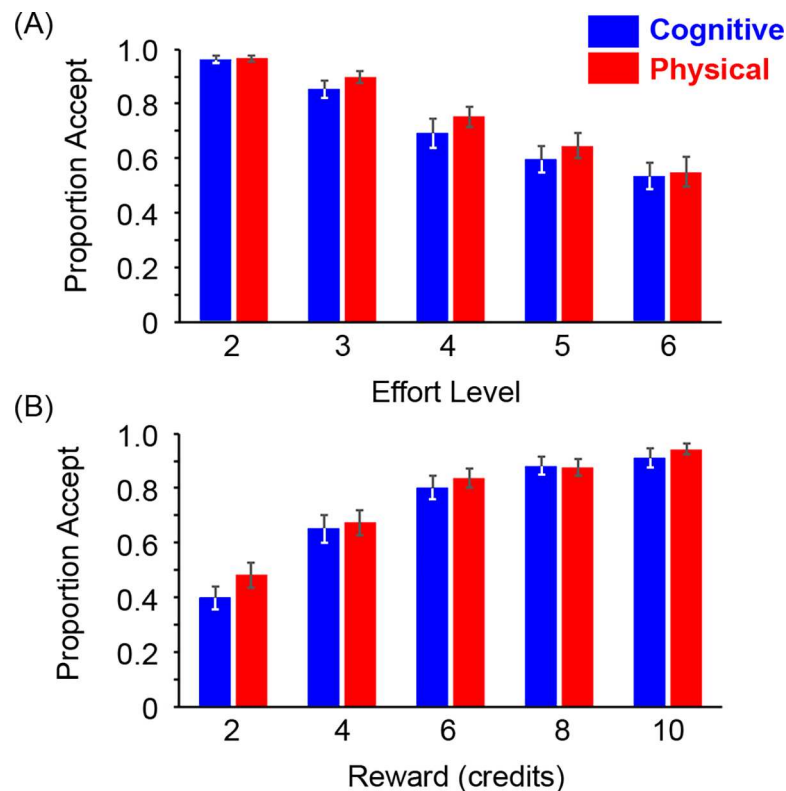 (A)
Cognitive
Physical
Proportion Accept
1.0
0.8
0.6
0.4
0.2
0
2 3 4 5 6
Effort Level
(B)
Proportion Accept
1.0
0.8
0.6
0.4
0.2
0
2 4 6 8 10
Reward (credits)